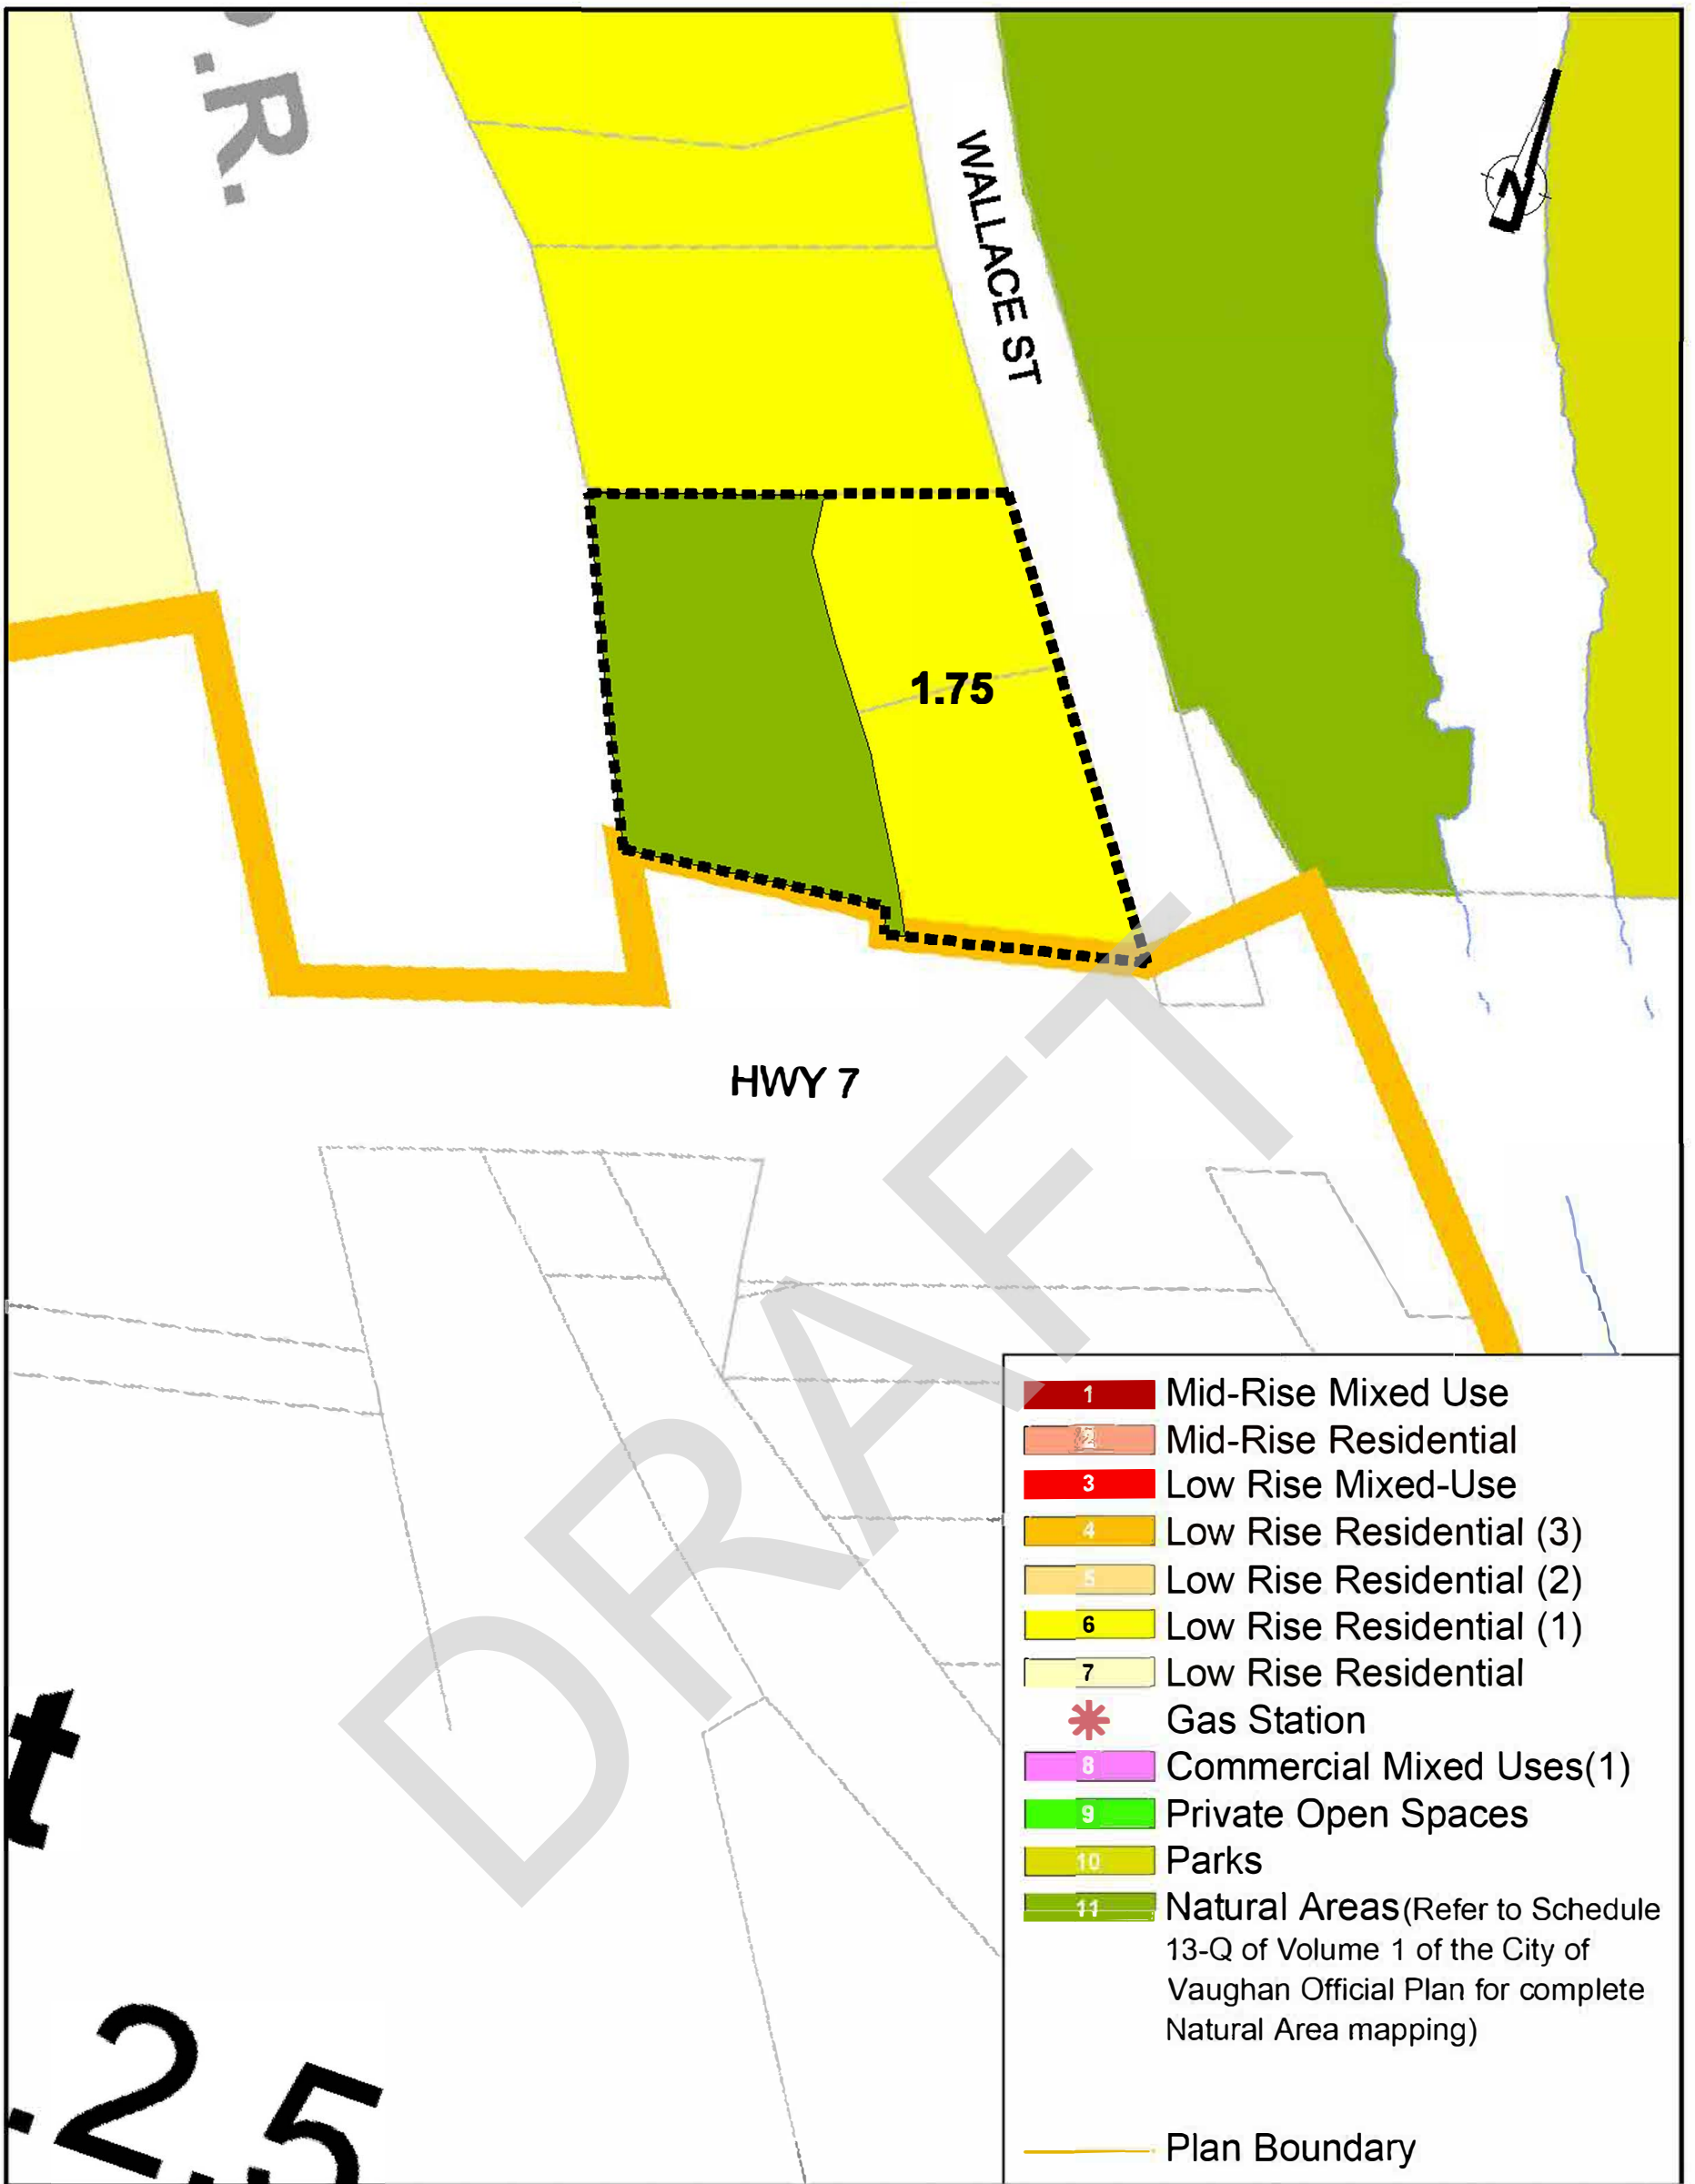 .R.
WALLACE ST
N
1.75
HWY 7
DRAFT
1 Mid-Rise Mixed Use
2 Mid-Rise Residential
3 Low Rise Mixed-Use
4 Low Rise Residential (3)
5 Low Rise Residential (2)
6 Low Rise Residential (1)
7 Low Rise Residential
Gas Station
8 Commercial Mixed Uses(1)
9 Private Open Spaces
10 Parks
11 Natural Areas(Refer to Schedule
13-Q of Volume 1 of the City of
Vaughan Official Plan for complete
Natural Area mapping)
Plan Boundary
t
.2.5